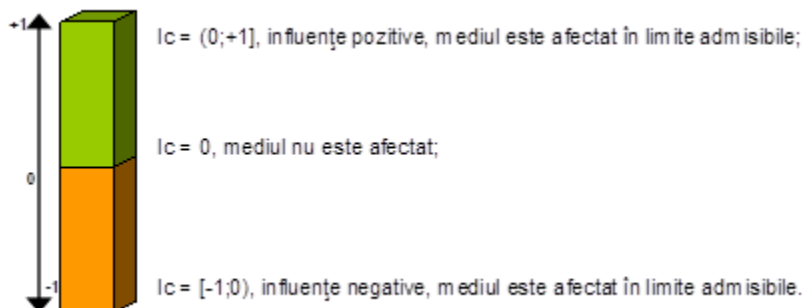 +1
Ic = (0;+1], influenţe pozitive, mediul este afectat în limite admisibile;
Ic = 0, mediul nu este afectat;
0
-1
Ic = [-1;0), influenţe negative, mediul este afectat în limite admisibile.